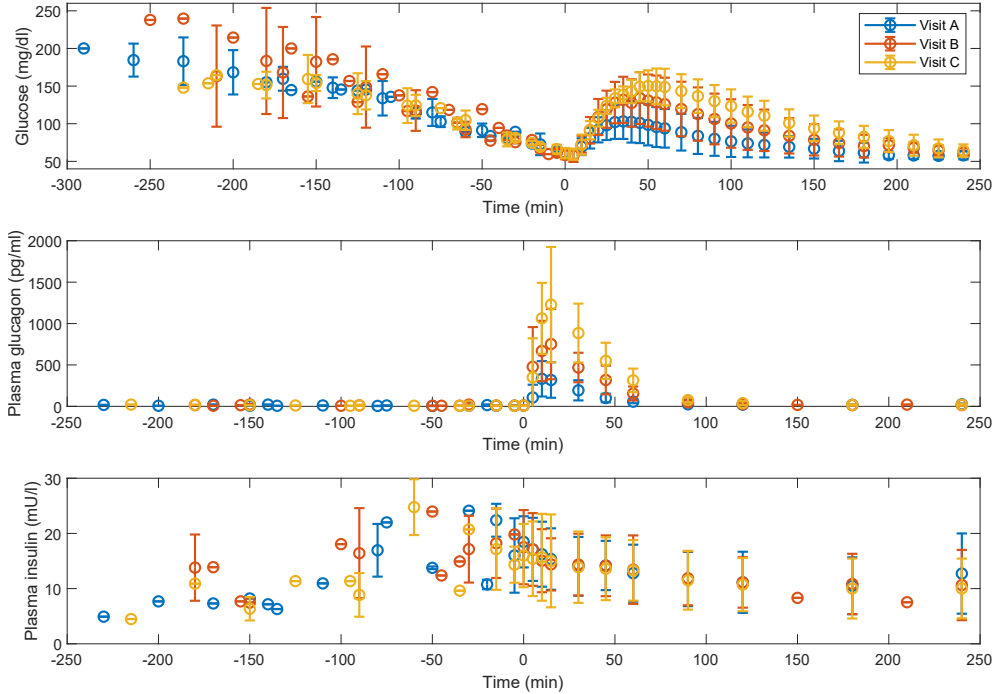 Glucose (mg/dl)
250
200
150
100
50
Visit A
Visit B
Visit C
-300 -250 -200 -150 -100 -50 0 50 100 150 200 250
Time (min)
Plasma glucagon (pg/ml)
2000
1500
1000
500
0
-250 -200 -150 -100 -50 0 50 100 150 200 250
Time (min)
Plasma insulin (mU/l)
30
20
10
0
-250 -200 -150 -100 -50 0 50 100 150 200 250
Time (min)